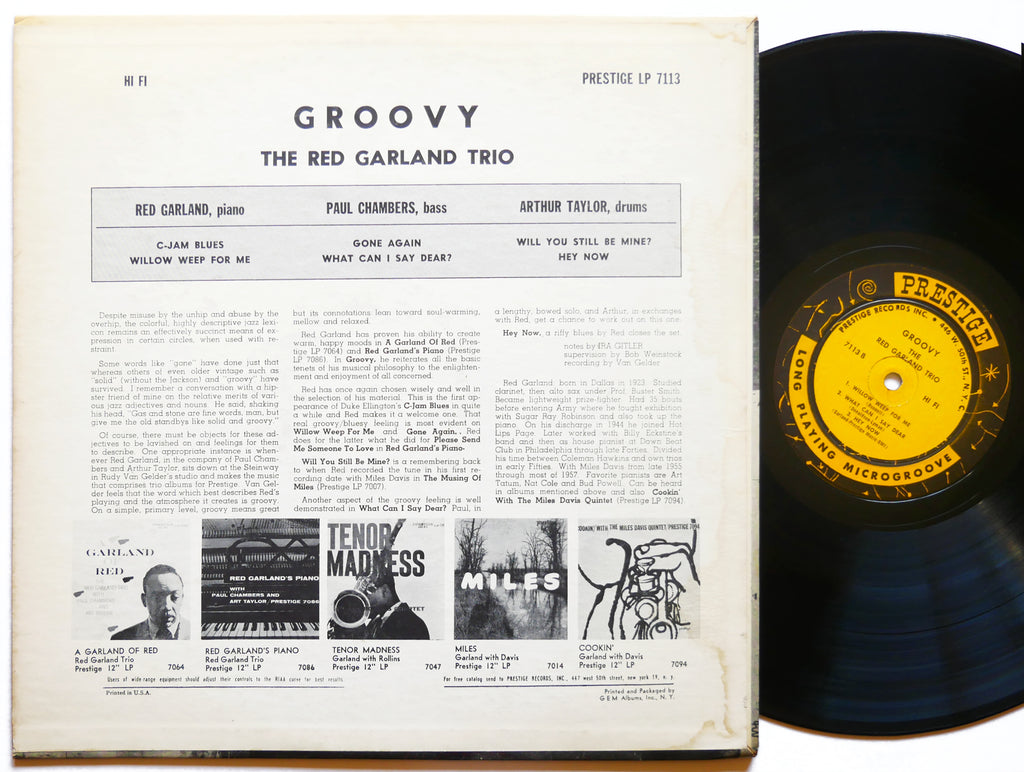 HI FI
PRESTIGE LP 7113
GROOVY
THE RED GARLAND TRIO
RED GARLAND, piano
PAUL CHAMBERS, bass
ARTHUR TAYLOR, drums
C-JAM BLUES
WILLOW WEEP FOR ME
GONE AGAIN
WHAT CAN I SAY DEAR?
WILL YOU STILL BE MINE?
HEY NOW
Despite misuse by the unhip and abuse by the
overhip, the colorful, highly descriptive jazz lexi-
con remains an effectively succinct means of ex-
pression in certain circles, when used with re-
straint.
Some words like "gone" have done just that
whereas others of even older vintage such as
"solid" (without the Jackson) and "groovy" have
survived. I remember a conversation with a hip-
ster friend of mine on the relative merits of vari-
ous jazz adjectives and nouns. He said, shaking
his head, "Gas and stone are fine words, man, but
give me the old standbys like solid and groovy."
Of course, there must be objects for these ad-
jectives to be lavished on and feelings for them
to describe. One appropriate instance is when-
ever Red Garland, in the company of Paul Cham-
bers and Arthur Taylor, sits down at the Steinway
in Rudy Van Gelder's studio and makes the music
that comprises trio albums for Prestige. Van Gel-
der feels that the word which best describes Red's
playing and the atmosphere it creates is groovy.
On a simple, primary level, groovy means great
but its connotations lean toward soul-warming,
mellow and relaxed.
Red Garland has proven his ability to create
warm, happy moods in A Garland Of Red (Pres-
tige LP 7064) and Red Garland's Piano (Prestige
LP 7086). In Groovy, he reiterates all the basic
tenets of his musical philosophy to the enlighten-
ment and enjoyment of all concerned.
Red has once again chosen wisely and well in
the selection of his material. This is the first ap-
pearance of Duke Ellington's C-Jam Blues in quite
a while and Red makes it a welcome one. That
real groovy/bluesy feeling is most evident on
Willow Weep For Me and Gone Again. . Red
does for the latter what he did for Please Send
Me Someone To Love in Red Garland's Piano.
Will You Still Be Mine? is a remembering back
to when Red recorded the tune in his first re-
cording date with Miles Davis in The Musing Of
Miles (Prestige LP 7007).
Another aspect of the groovy feeling is well
demonstrated in What Can I Say Dear? Paul, in
a lengthy, bowed solo, and Arthur, in exchanges
with Red, get a chance to work out on this one.
Hey Now, a riffy blues by Red closes the set.
notes by IRA GITLER
supervision by Bob Weinstock
recording by Van Gelder
Red Garland: born in Dallas in 1923. Studied
clarinet, then alto sax under Prof. Buster Smith.
Became lightweight prize-fighter. Had 35 bouts
before entering Army where he fought exhibition
with Sugar Ray Robinson and also took up the
piano. On his discharge in 1944 he joined Hot
Lips Page. Later worked with Billy Eckstine's
band and then as house pianist at Down Beat
Club in Philadelphia through late Forties. Divided
his time between Coleman Hawkins and own trios
in early Fifties. With Miles Davis from late 1955
through most of 1957. Favorite pianists are Art
Tatum, Nat Cole and Bud Powell. Can be heard
in albums mentioned above and also Cookin'
With The Miles Davis Quintet (Prestige LP 7094)
GARLAND
RED
RED GARLAND'S PIANO
WITH
PAUL CHAMBERS AND
ART TAYLOR/PRESTIGE 7086
TENOR
MADNESS
MILES
COOKIN' WITH THE MILES DAVIS QUINTET/PRESTIGE 7094
A GARLAND OF RED
Red Garland Trio
Prestige 12" LP 7064
RED GARLAND'S PIANO
Red Garland Trio
Prestige 12" LP 7086
TENOR MADNESS
Garland with Rollins
Prestige 12" LP 7047
MILES
Garland with Davis
Prestige 12" LP 7014
COOKIN'
Garland with Davis
Prestige 12" LP 7094
Users of wide-range equipment should adjust their controls to the RIAA curve for best results.
For free catalog send to PRESTIGE RECORDS, INC., 447 west 50th street, new york 19, n. y.
Printed in U.S.A.
Printed and Packaged by
G-E-M Albums, Inc., N. Y.
PRESTIGE
PRESTIGE RECORDS INC. • 446 W. 50th ST., N.Y.C.
LONG PLAYING MICROGROOVE
GROOVY
THE
RED GARLAND TRIO
7113 B
HI FI
1. WILLOW WEEP FOR ME
2. WHAT CAN I SAY DEAR
HEY NOW